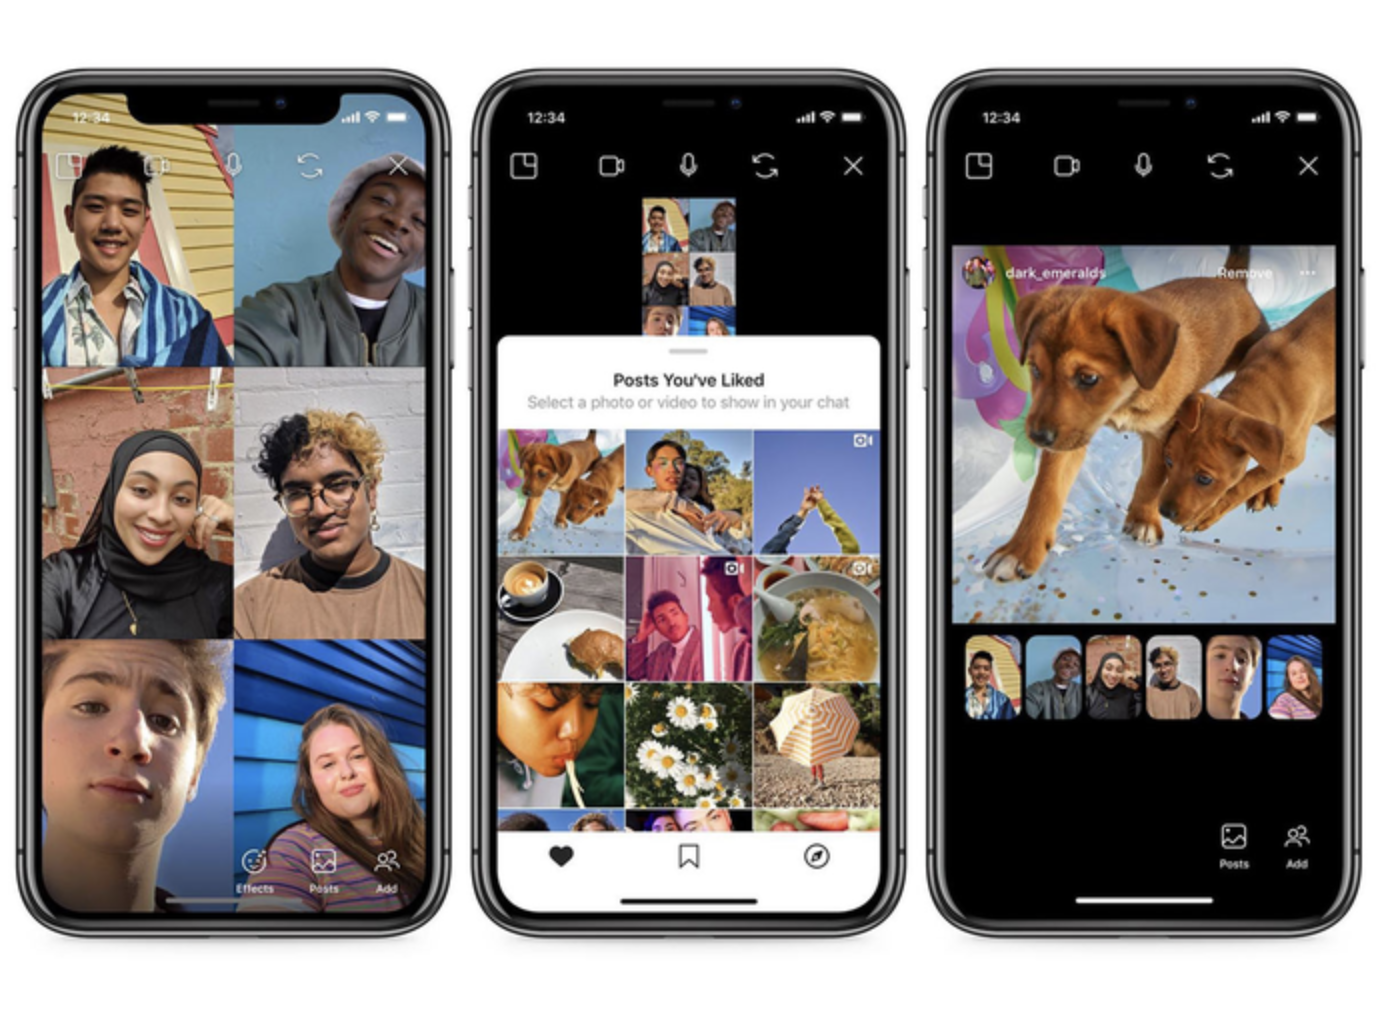 12:34
Effects
Posts
Add
12:34
Posts You've Liked
Select a photo or video to show in your chat
12:34
dark_emeralds
Remove
Posts
Add